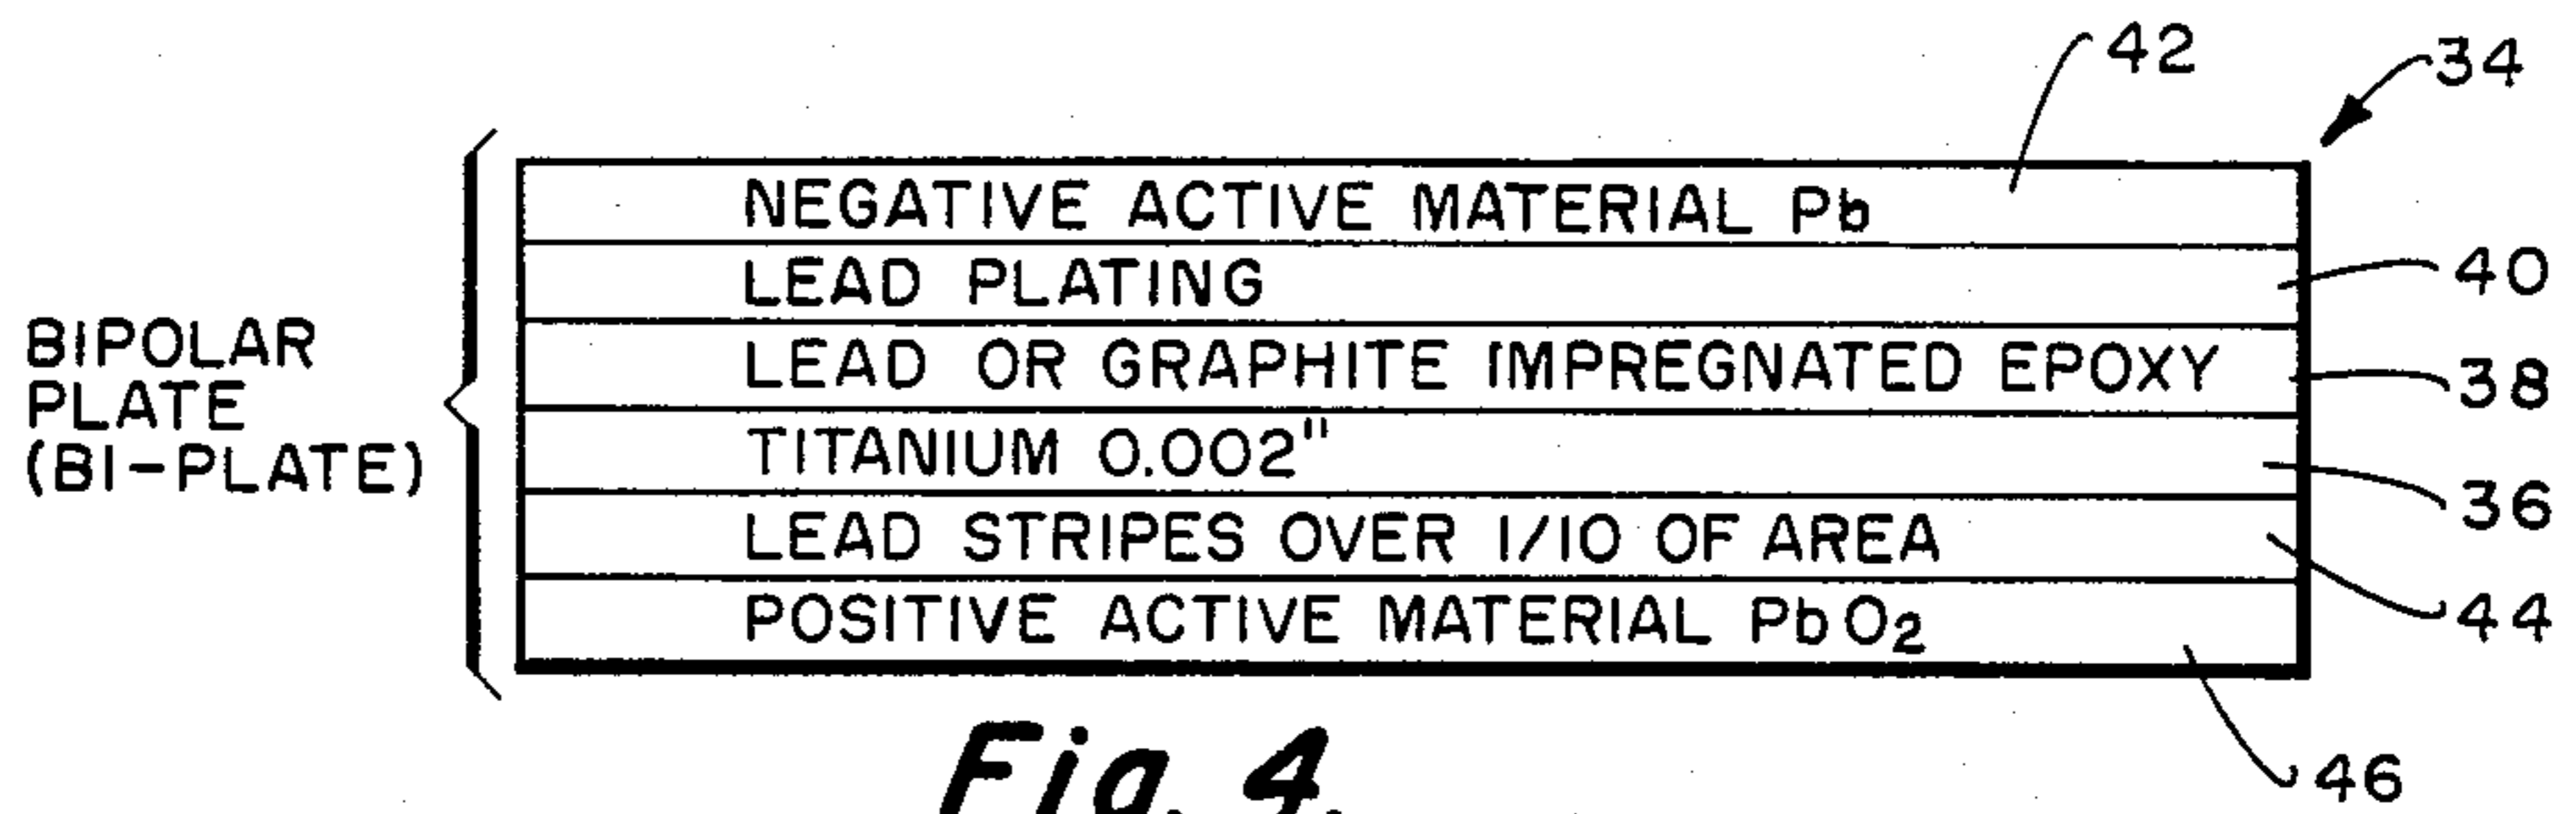 42
34
NEGATIVE ACTIVE MATERIAL Pb
LEAD PLATING
40
LEAD OR GRAPHITE IMPREGNATED EPOXY
38
BIPOLAR
PLATE
(BI-PLATE)
TITANIUM 0.002"
36
LEAD STRIPES OVER 1/10 OF AREA
44
POSITIVE ACTIVE MATERIAL PbO₂
46
Fig. 4.